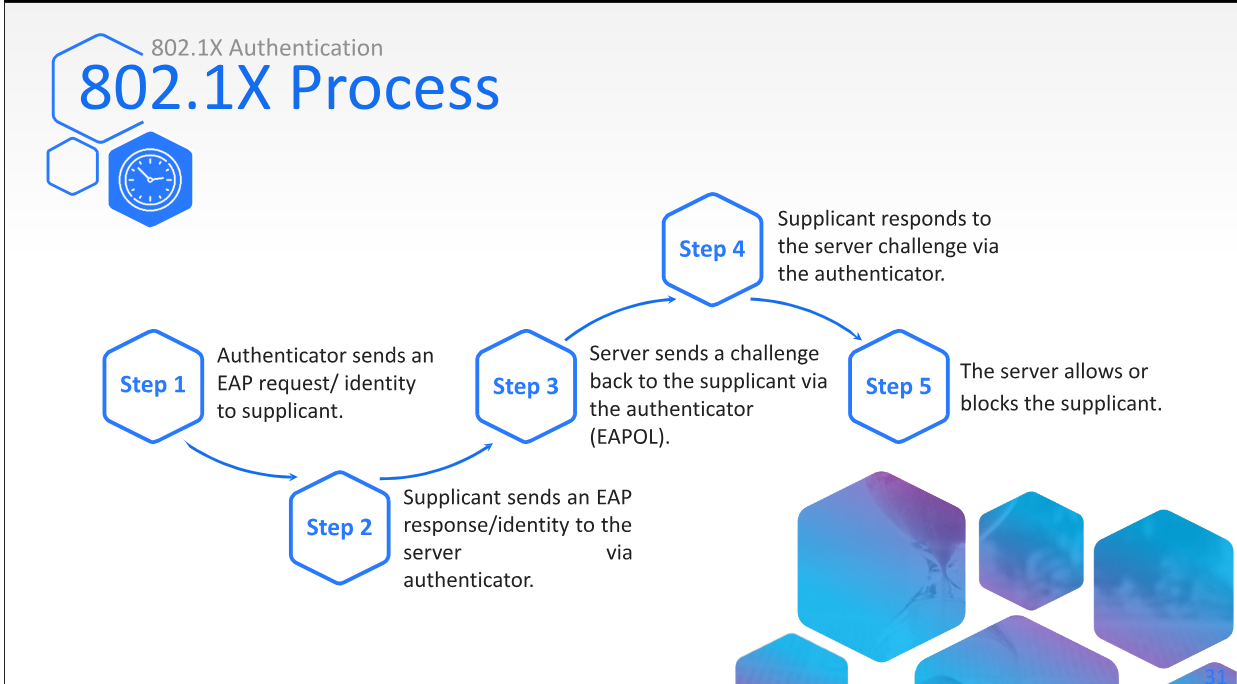 802.1X Authentication
802.1X Process
Step 1
Authenticator sends an
EAP request/ identity
to supplicant.
Step 2
Supplicant sends an EAP
response/identity to the
server via
authenticator.
Step 3
Server sends a challenge
back to the supplicant via
the authenticator
(EAPOL).
Step 4
Supplicant responds to
the server challenge via
the authenticator.
Step 5
The server allows or
blocks the supplicant.
31